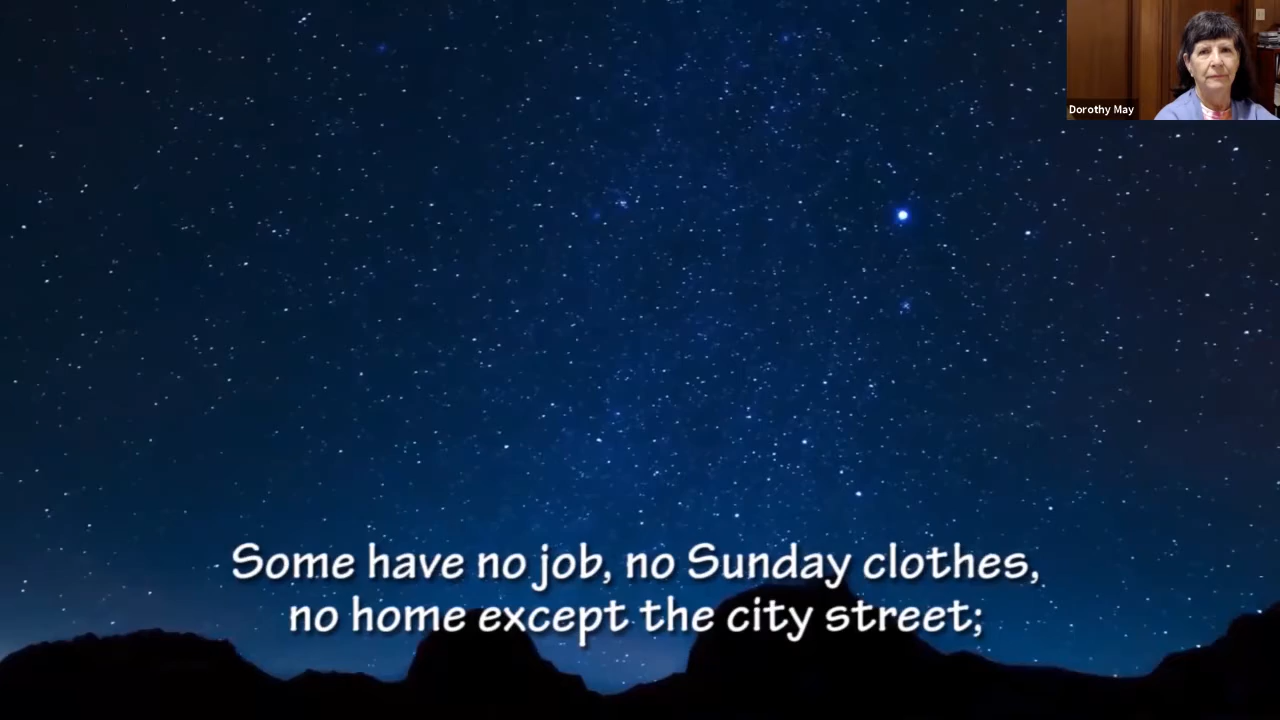 Dorothy May
Some have no job, no Sunday clothes,
no home except the city street;